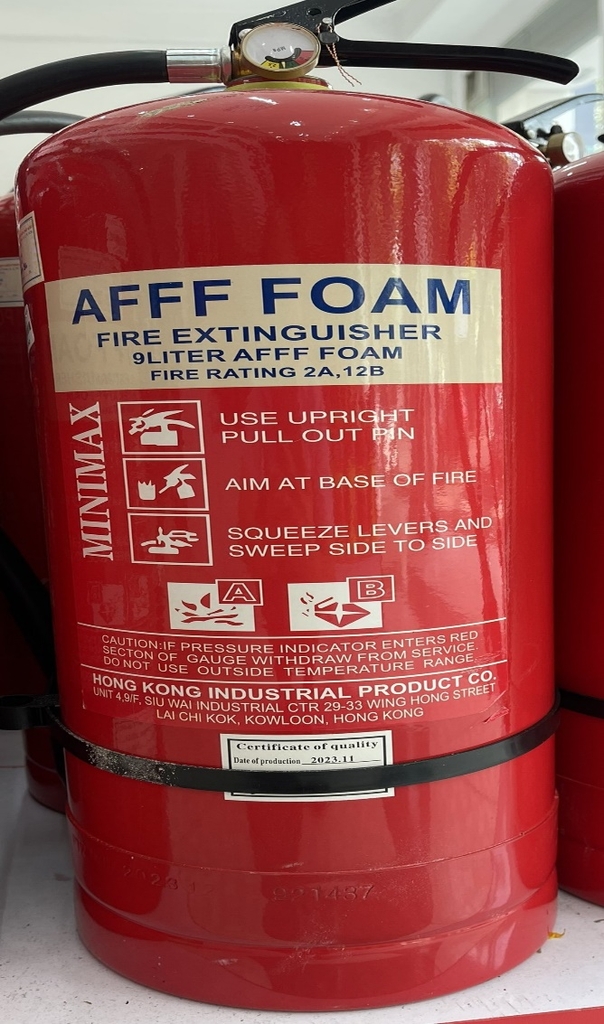 MPa
AFFF FOAM
FIRE EXTINGUISHER
9LITER AFFF FOAM
FIRE RATING 2A,12B
MINIMAX
USE UPRIGHT
PULL OUT PIN
AIM AT BASE OF FIRE
SQUEEZE LEVERS AND
SWEEP SIDE TO SIDE
A
B
CAUTION:IF PRESSURE INDICATOR ENTERS RED
SECTON OF GAUGE WITHDRAW FROM SERVICE.
DO NOT USE OUTSIDE TEMPERATURE RANGE.
HONG KONG INDUSTRIAL PRODUCT CO.
UNIT 4,9/F, SIU WAI INDUSTRIAL CTR 29-33 WING HONG STREET
LAI CHI KOK, KOWLOON, HONG KONG
Certificate of quality
Date of production 2023.11
921437